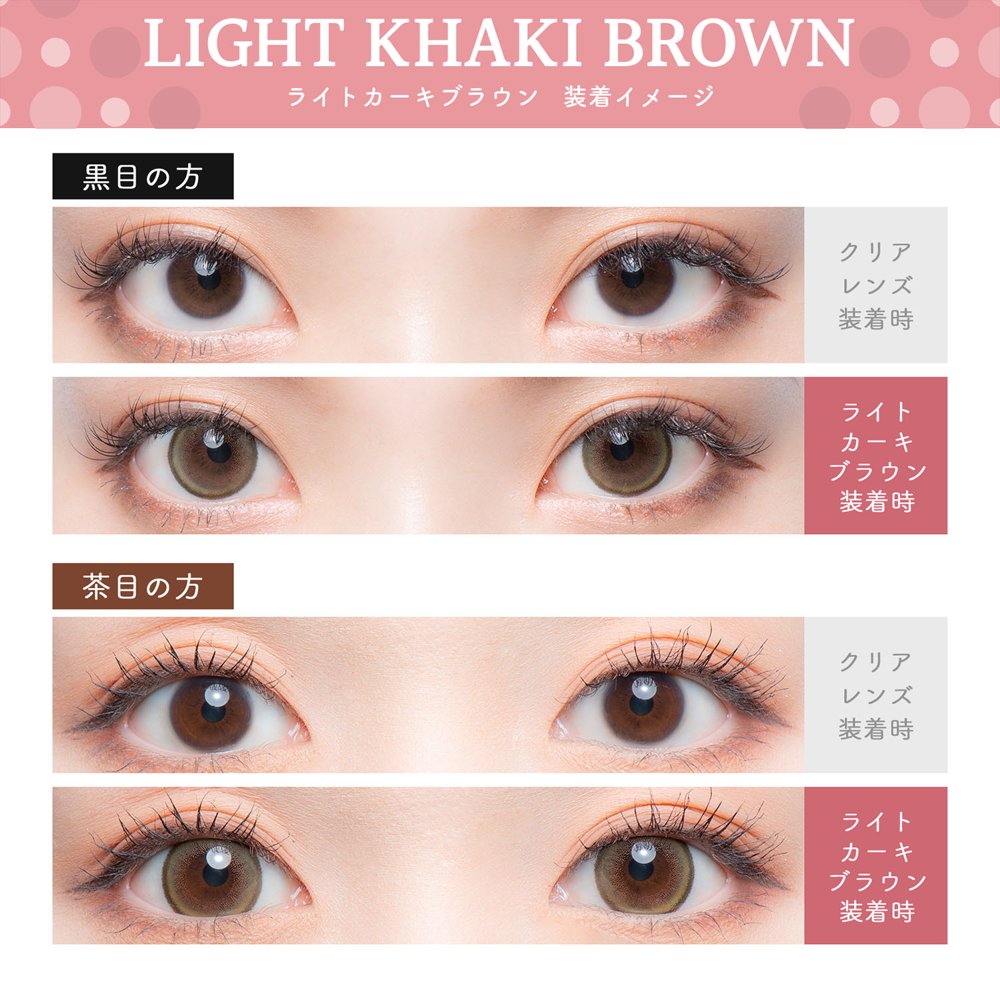 LIGHT KHAKI BROWN
ライトカーキブラウン　装着イメージ
黒目の方
クリア
レンズ
装着時
ライト
カーキ
ブラウン
装着時
茶目の方
クリア
レンズ
装着時
ライト
カーキ
ブラウン
装着時